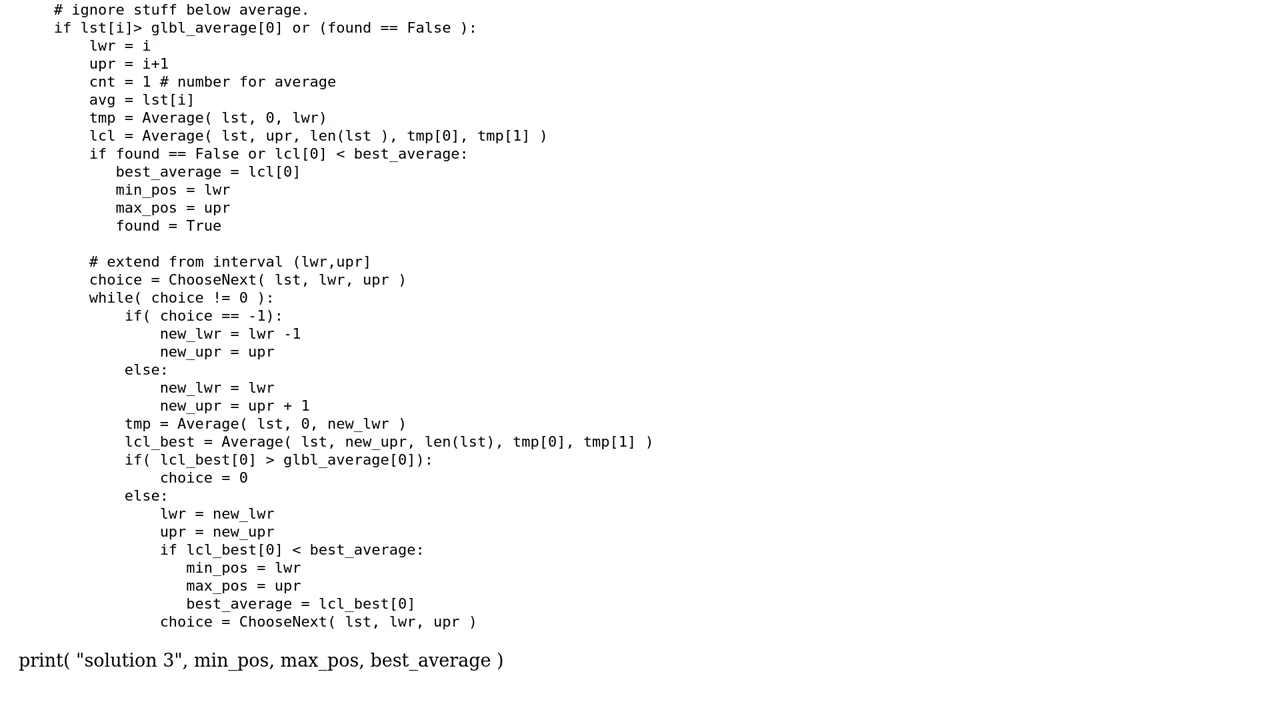 # ignore stuff below average.
if lst[i]> glbl_average[0] or (found == False ):
lwr = i
upr = i+1
cnt = 1 # number for average
avg = lst[i]
tmp = Average( lst, 0, lwr)
lcl = Average( lst, upr, len(lst ), tmp[0], tmp[1] )
if found == False or lcl[0] < best_average:
best_average = lcl[0]
min_pos = lwr
max_pos = upr
found = True
# extend from interval (lwr,upr]
choice = ChooseNext( lst, lwr, upr )
while( choice != 0 ):
if( choice == -1):
new_lwr = lwr -1
new_upr = upr
else:
new_lwr = lwr
new_upr = upr + 1
tmp = Average( lst, 0, new_lwr )
lcl_best = Average( lst, new_upr, len(lst), tmp[0], tmp[1] )
if( lcl_best[0] > glbl_average[0]):
choice = 0
else:
lwr = new_lwr
upr = new_upr
if lcl_best[0] < best_average:
min_pos = lwr
max_pos = upr
best_average = lcl_best[0]
choice = ChooseNext( lst, lwr, upr )
print( "solution 3", min_pos, max_pos, best_average )